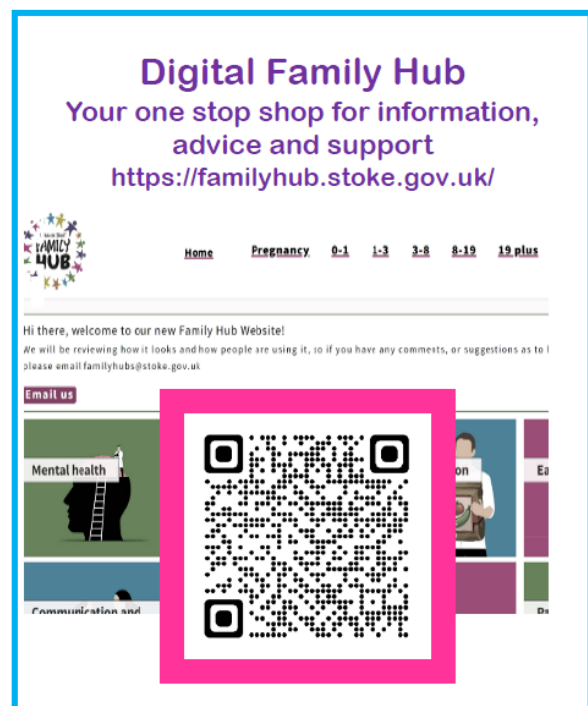 Digital Family Hub
Your one stop shop for information,
advice and support
https://familyhub.stoke.gov.uk/
FAMILY
HUB
Home Pregnancy 0-1 1-3 3-8 8-19 19 plus
Hi there, welcome to our new Family Hub Website!
We will be reviewing how it looks and how people are using it, so if you have any comments, or suggestions as to
please email familyhubs@stoke.gov.uk
Email us
Mental health on Ea
Communication and